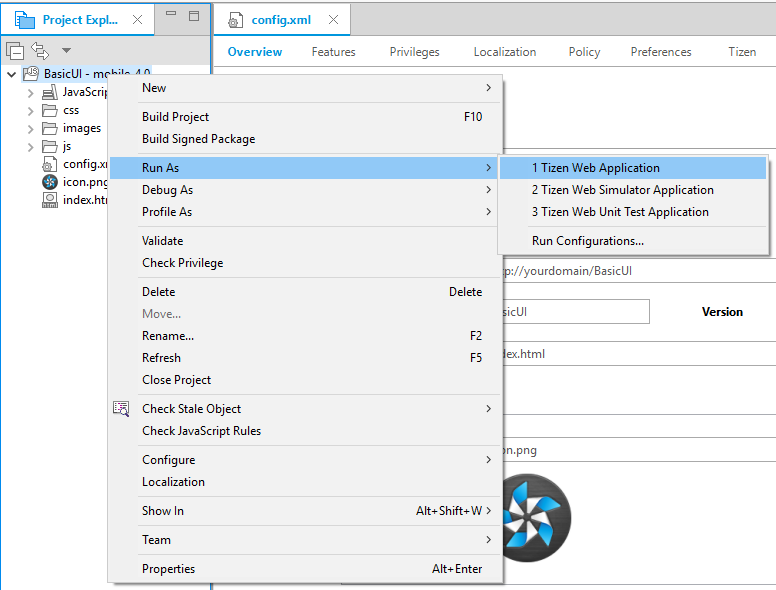 Project Expl...
config.xml
Overview Features Privileges Localization Policy Preferences Tizen
BasicUI - mobile-4.0
JavaScrip
css
images
js
config.x
icon.png
index.ht
New
Build Project F10
Build Signed Package
Run As
Debug As
Profile As
Validate
Check Privilege
Delete Delete
Move...
Rename... F2
Refresh F5
Close Project
Check Stale Object
Check JavaScript Rules
Configure
Localization
Show In Alt+Shift+W
Team
Properties Alt+Enter
1 Tizen Web Application
2 Tizen Web Simulator Application
3 Tizen Web Unit Test Application
Run Configurations...
tp://yourdomain/BasicUI
sicUI Version
dex.html
on.png